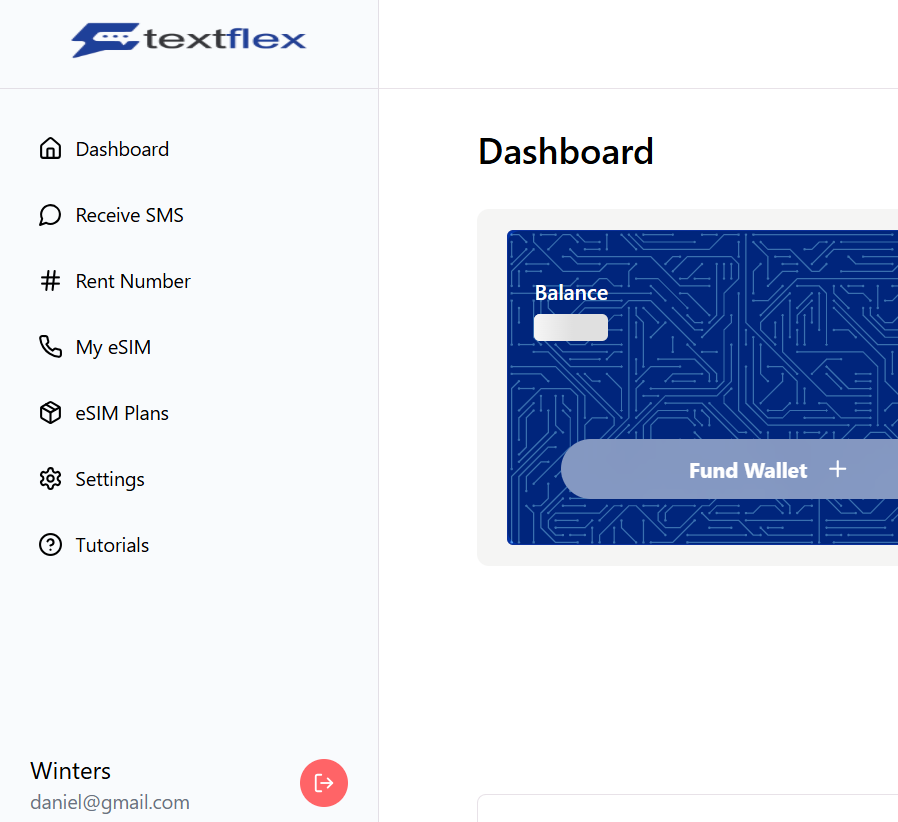 textflex
Dashboard
Receive SMS
Rent Number
My eSIM
eSIM Plans
Settings
Tutorials
Winters
daniel@gmail.com
Dashboard
Balance
Fund Wallet +